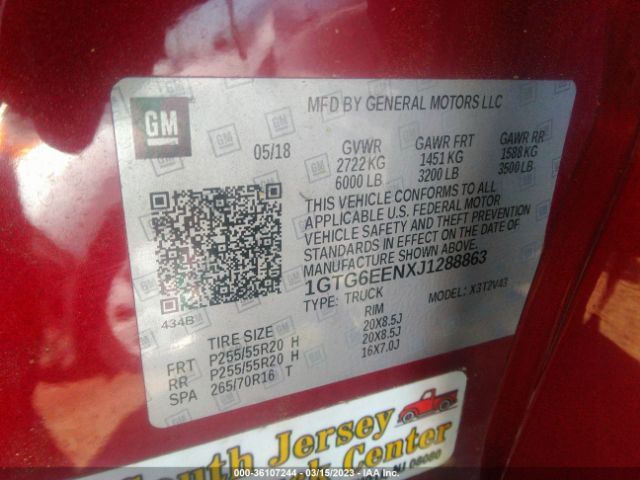 GM
MFD BY GENERAL MOTORS LLC
05/18
GVWR GAWR FRT GAWR RR
2722 KG 1451 KG 1588 KG
6000 LB 3200 LB 3500 LB
THIS VEHICLE CONFORMS TO ALL
APPLICABLE U.S. FEDERAL MOTOR
VEHICLE SAFETY AND THEFT PREVENTION
STANDARDS IN EFFECT ON THE DATE OF
MANUFACTURE SHOWN ABOVE.
1GTG6EENXJ1288863
TYPE: TRUCK MODEL: X3T2V43
434B
TIRE SIZE RIM
FRT P255/55R20 H 20X8.5J
RR P255/55R20 H 20X8.5J
SPA 265/70R16 T 16X7.0J
South Jersey
Center
08080
(000) - 36107244 - 03/15/2023 - IAA Inc.